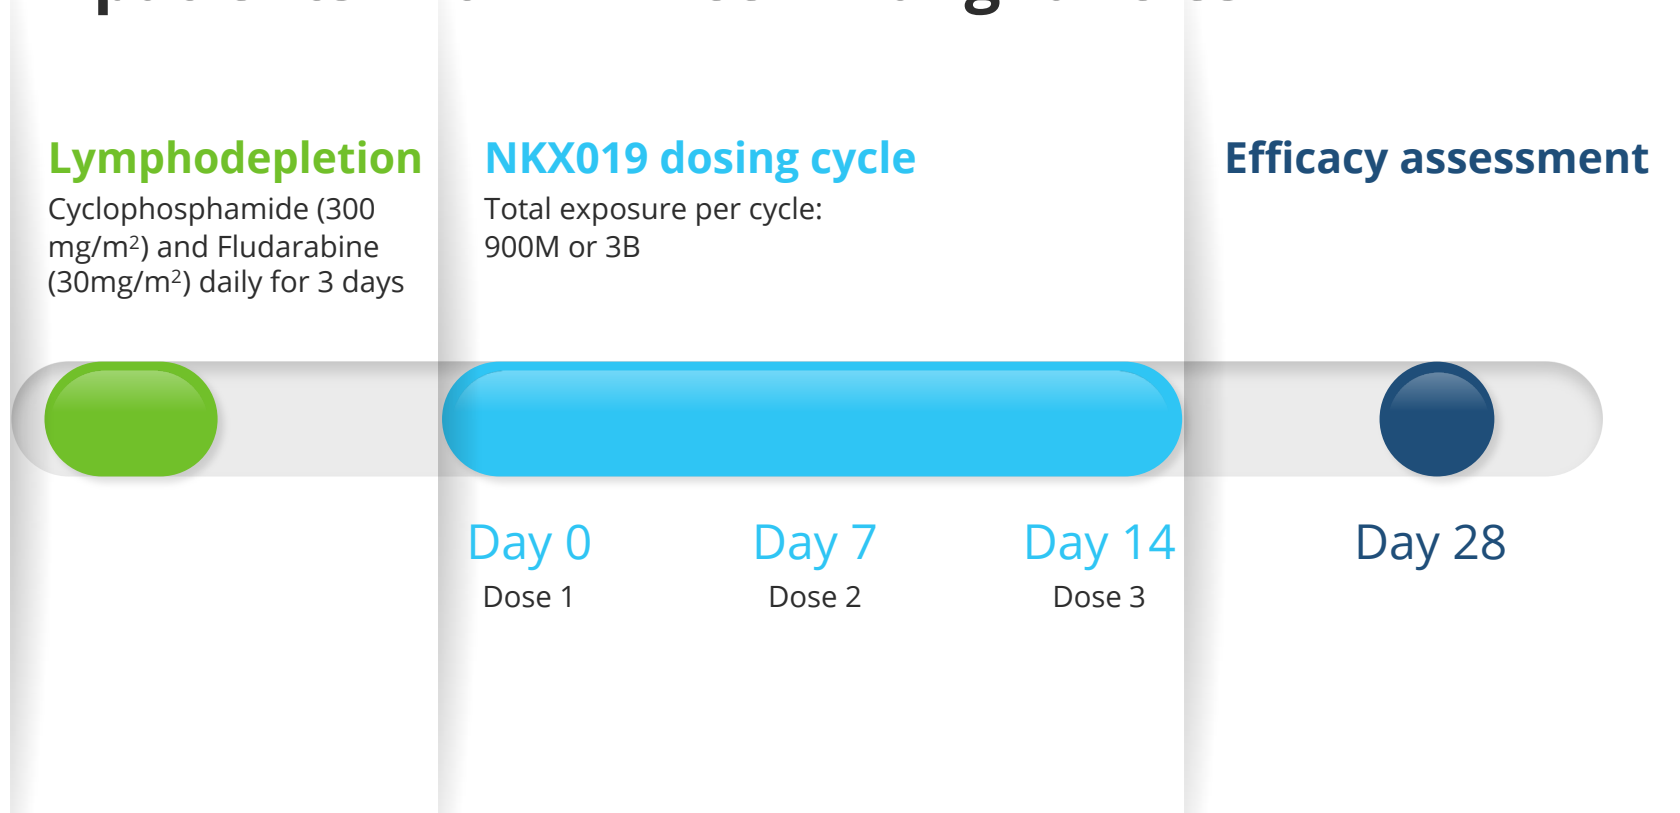 Lymphodepletion
Cyclophosphamide (300
mg/m²) and Fludarabine
(30mg/m²) daily for 3 days
NKX019 dosing cycle
Total exposure per cycle:
900M or 3B
Efficacy assessment
Day 0
Dose 1
Day 7
Dose 2
Day 14
Dose 3
Day 28